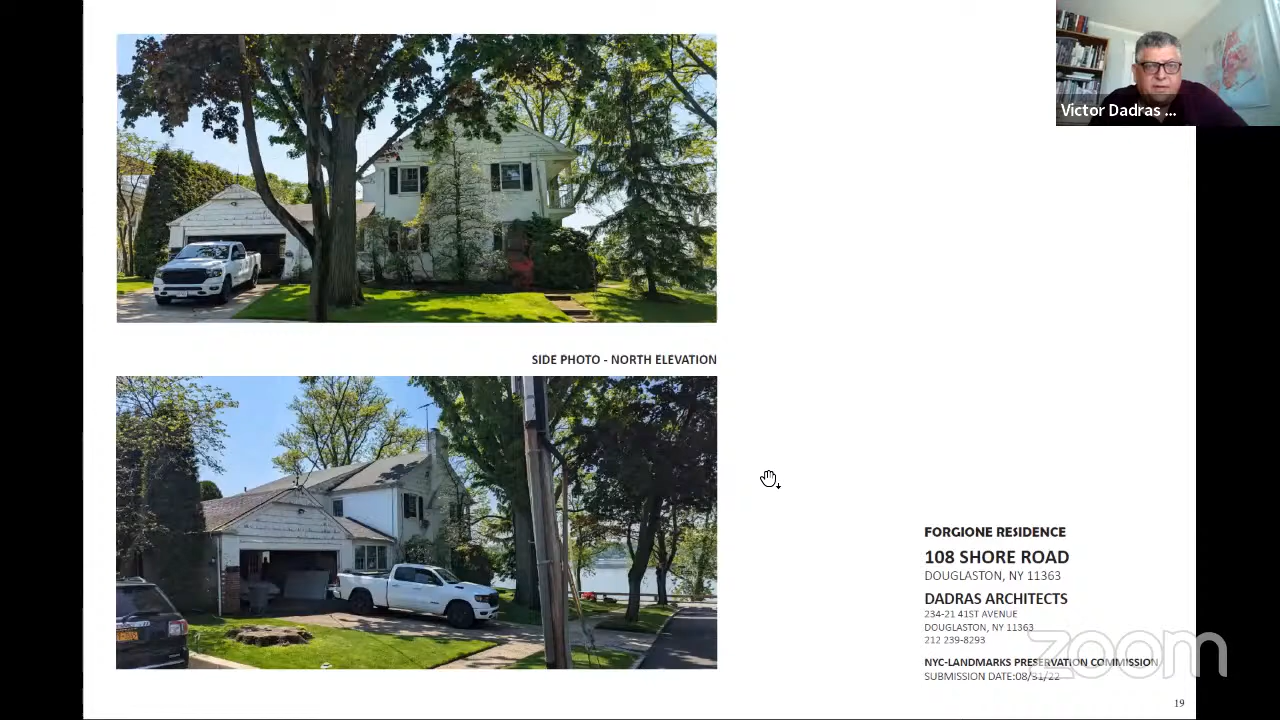 Victor Dadras ...
SIDE PHOTO - NORTH ELEVATION
FORGIONE RESIDENCE
108 SHORE ROAD
DOUGLASTON, NY 11363
DADRAS ARCHITECTS
234-21 41ST AVENUE
DOUGLASTON, NY 11363
212 239-8293
NYC-LANDMARKS PRESERVATION COMMISSION
SUBMISSION DATE:08/31/22
zoom
19